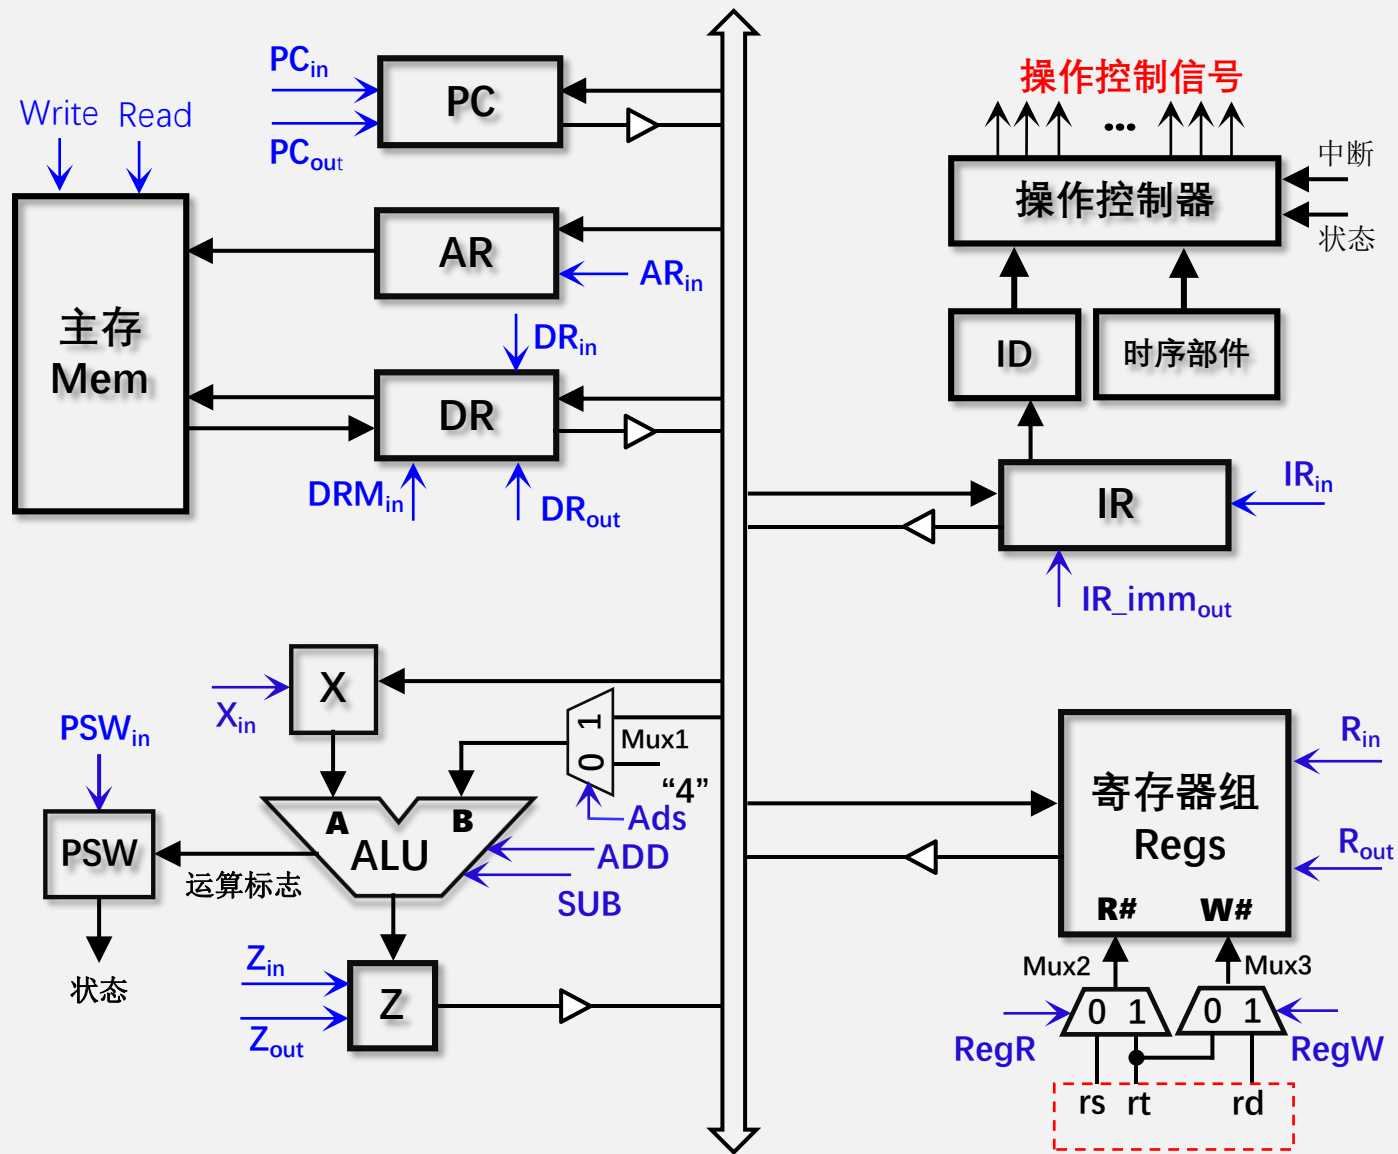 PCin
PC
PCout
Write
Read
主存
Mem
AR
ARin
DRin
DR
DRMin
DRout
操作控制信号
...
中断
操作控制器
状态
ID
时序部件
IR
IRin
IR_immout
X
Xin
PSWin
PSW
运算标志
状态
1
0
Mux1
“4”
Ads
A
B
ALU
ADD
SUB
Zin
Z
Zout
寄存器组
Regs
Rin
Rout
R# W#
Mux2
Mux3
0 1
0 1
RegR
RegW
rs rt rd